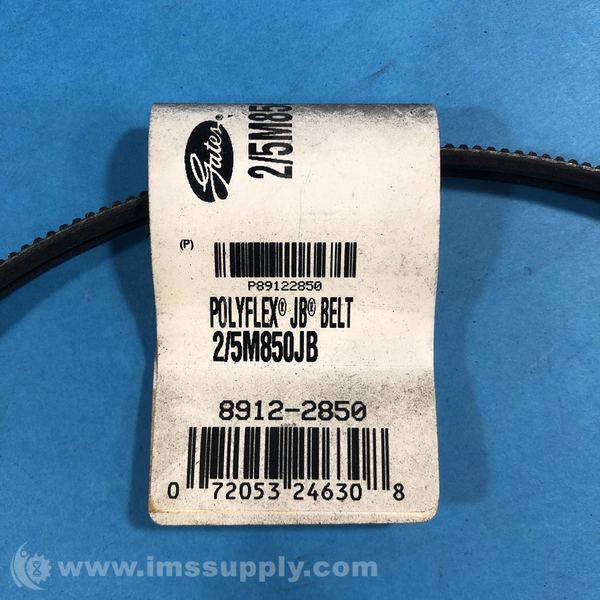 Gates®
2/5M85
(P)
P89122850
POLYFLEX® JB® BELT
2/5M850JB
8912-2850
0 72053 24630 8
www.imssupply.com